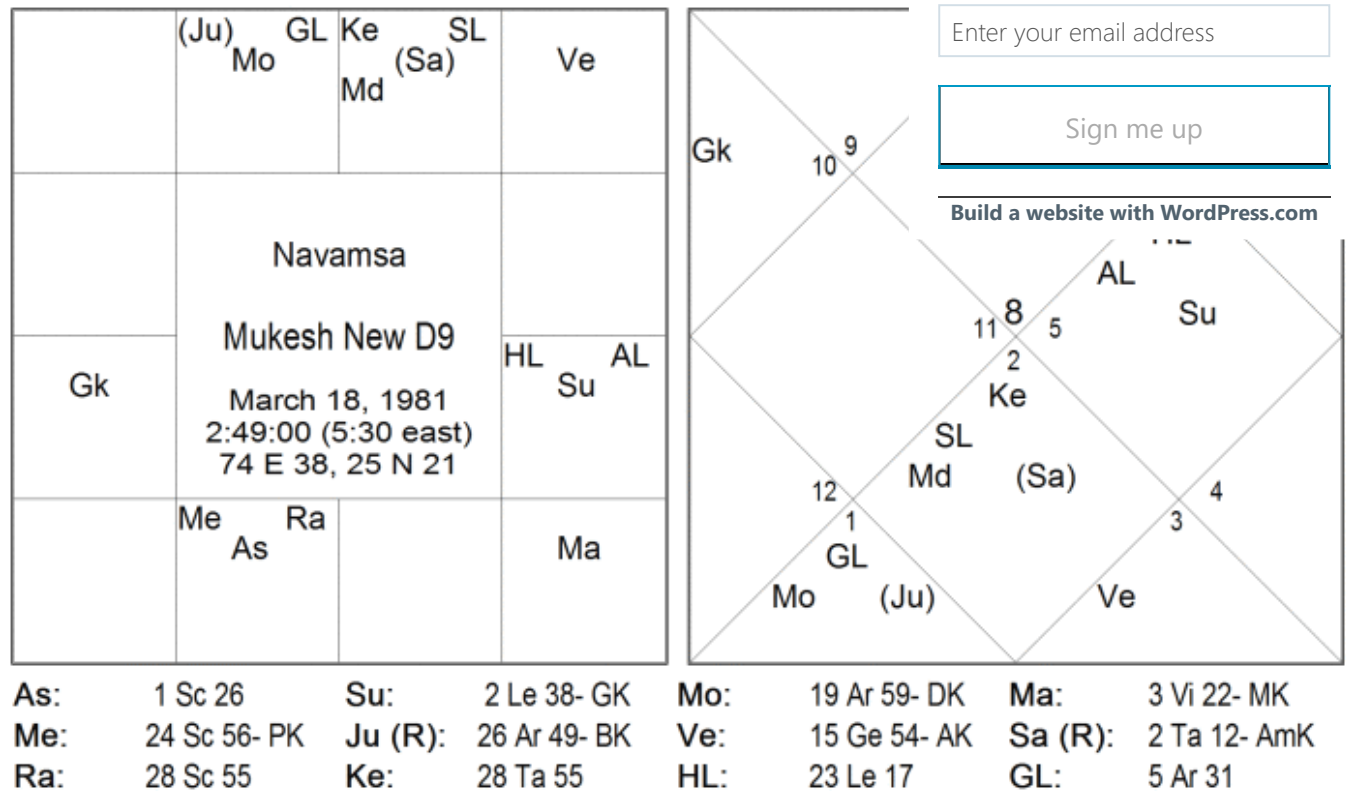 (Ju) GL
Mo
Ke SL
(Sa)
Md
Ve
Gk
Navamsa
Mukesh New D9
March 18, 1981
2:49:00 (5:30 east)
74 E 38, 25 N 21
HL AL
Su
Me Ra
As
Ma
Enter your email address
Sign me up
Build a website with WordPress.com
Gk
9
10
AL
Su
8
11 5
2
Ke
SL
Md (Sa)
12 4
1 3
GL
Mo (Ju) Ve
As: 1 Sc 26 Su: 2 Le 38- GK Mo: 19 Ar 59- DK Ma: 3 Vi 22- MK
Me: 24 Sc 56- PK Ju (R): 26 Ar 49- BK Ve: 15 Ge 54- AK Sa (R): 2 Ta 12- AmK
Ra: 28 Sc 55 Ke: 28 Ta 55 HL: 23 Le 17 GL: 5 Ar 31